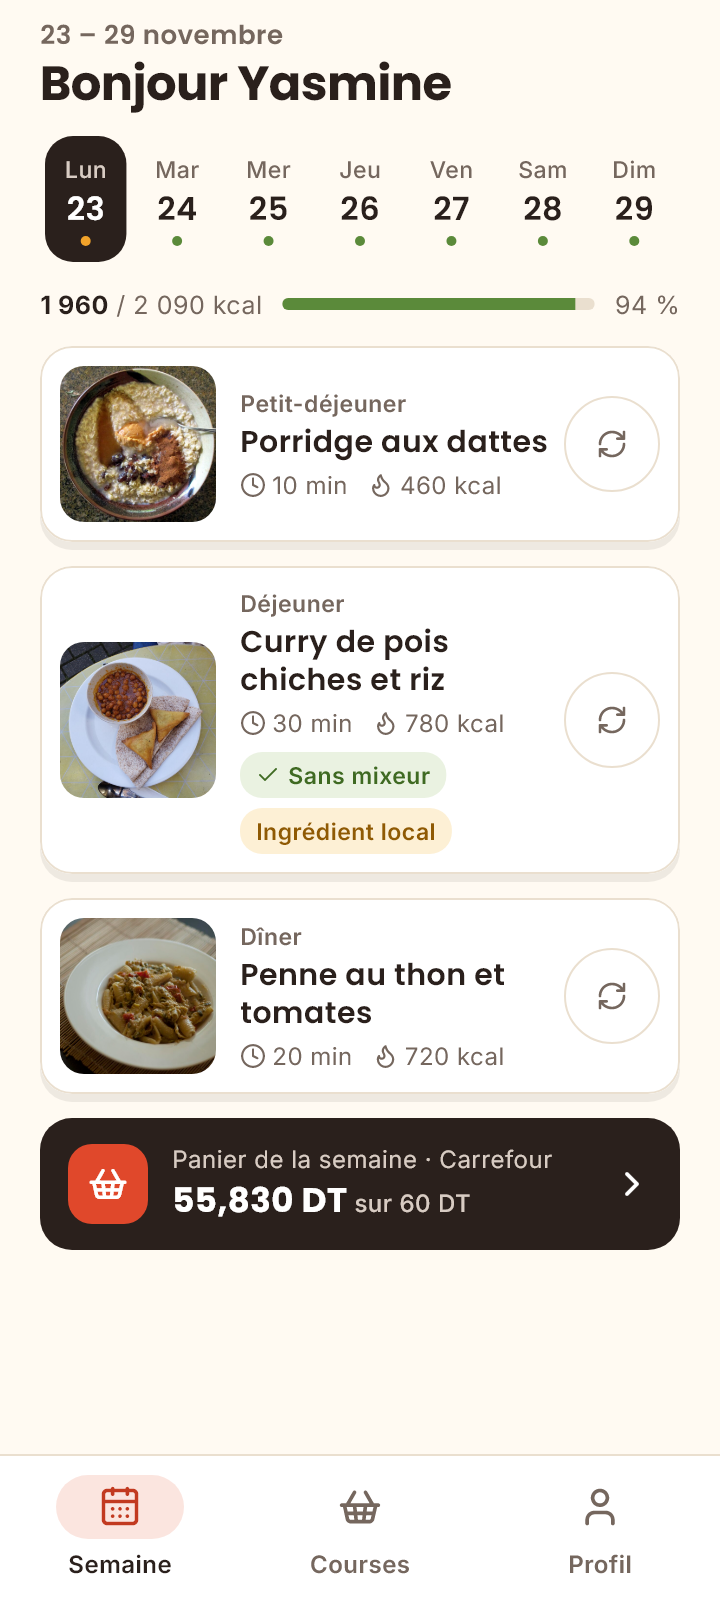 23 – 29 novembre
Bonjour Yasmine
Lun Mar Mer Jeu Ven Sam Dim
23 24 25 26 27 28 29
1 960 / 2 090 kcal 94 %
Petit-déjeuner
Porridge aux dattes
10 min 460 kcal
Déjeuner
Curry de pois
chiches et riz
30 min 780 kcal
Sans mixeur
Ingrédient local
Dîner
Penne au thon et
tomates
20 min 720 kcal
Panier de la semaine · Carrefour
55,830 DT sur 60 DT
Semaine Courses Profil